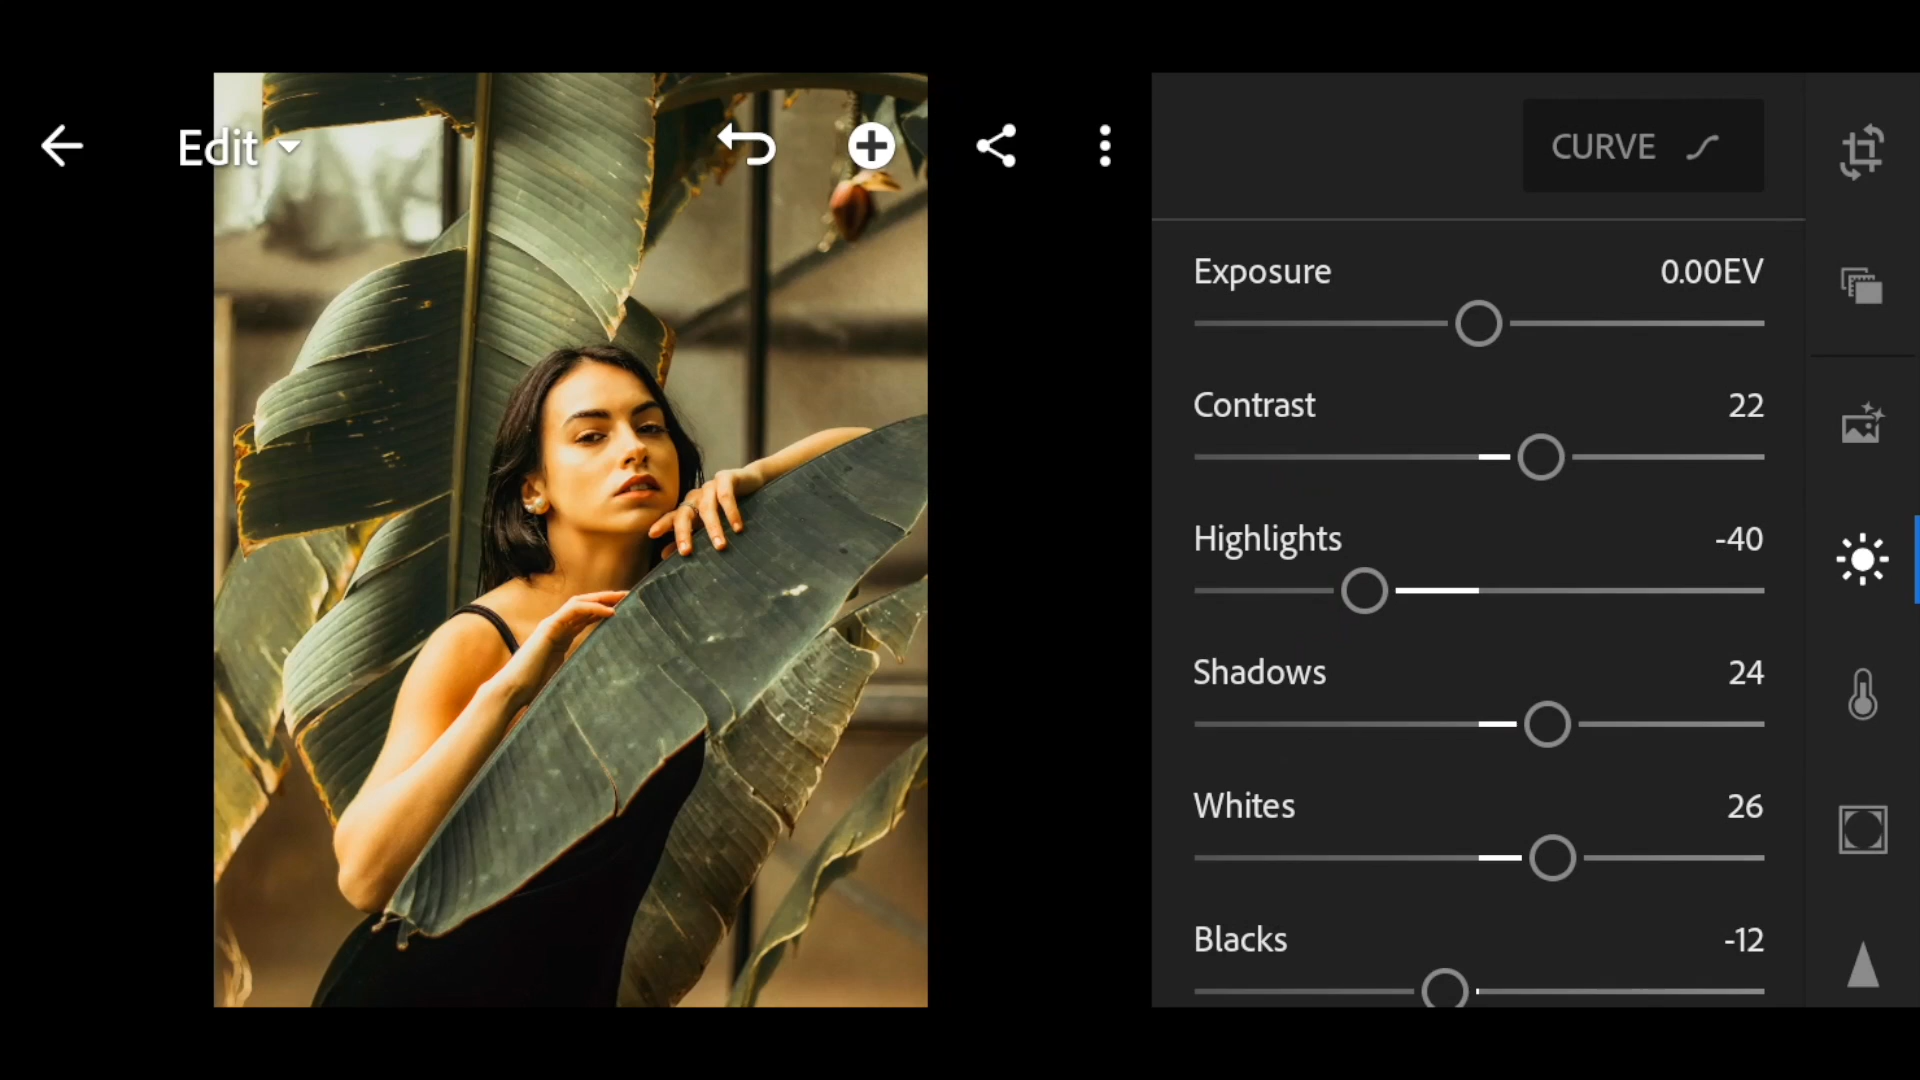 Edit
CURVE
Exposure 0.00EV
Contrast 22
Highlights -40
Shadows 24
Whites 26
Blacks -12